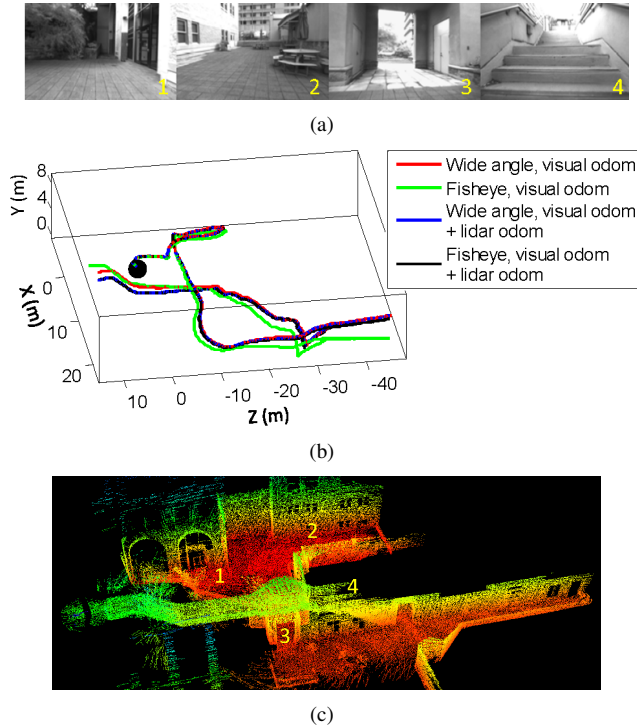 1
2
3
4
(a)
Y (m)
8
4
0
0
10
20
X (m)
10
0
-10
-20
-30
-40
Z (m)
Wide angle, visual odom
Fisheye, visual odom
Wide angle, visual odom
+ lidar odom
Fisheye, visual odom
+ lidar odom
(b)
1
2
3
4
(c)